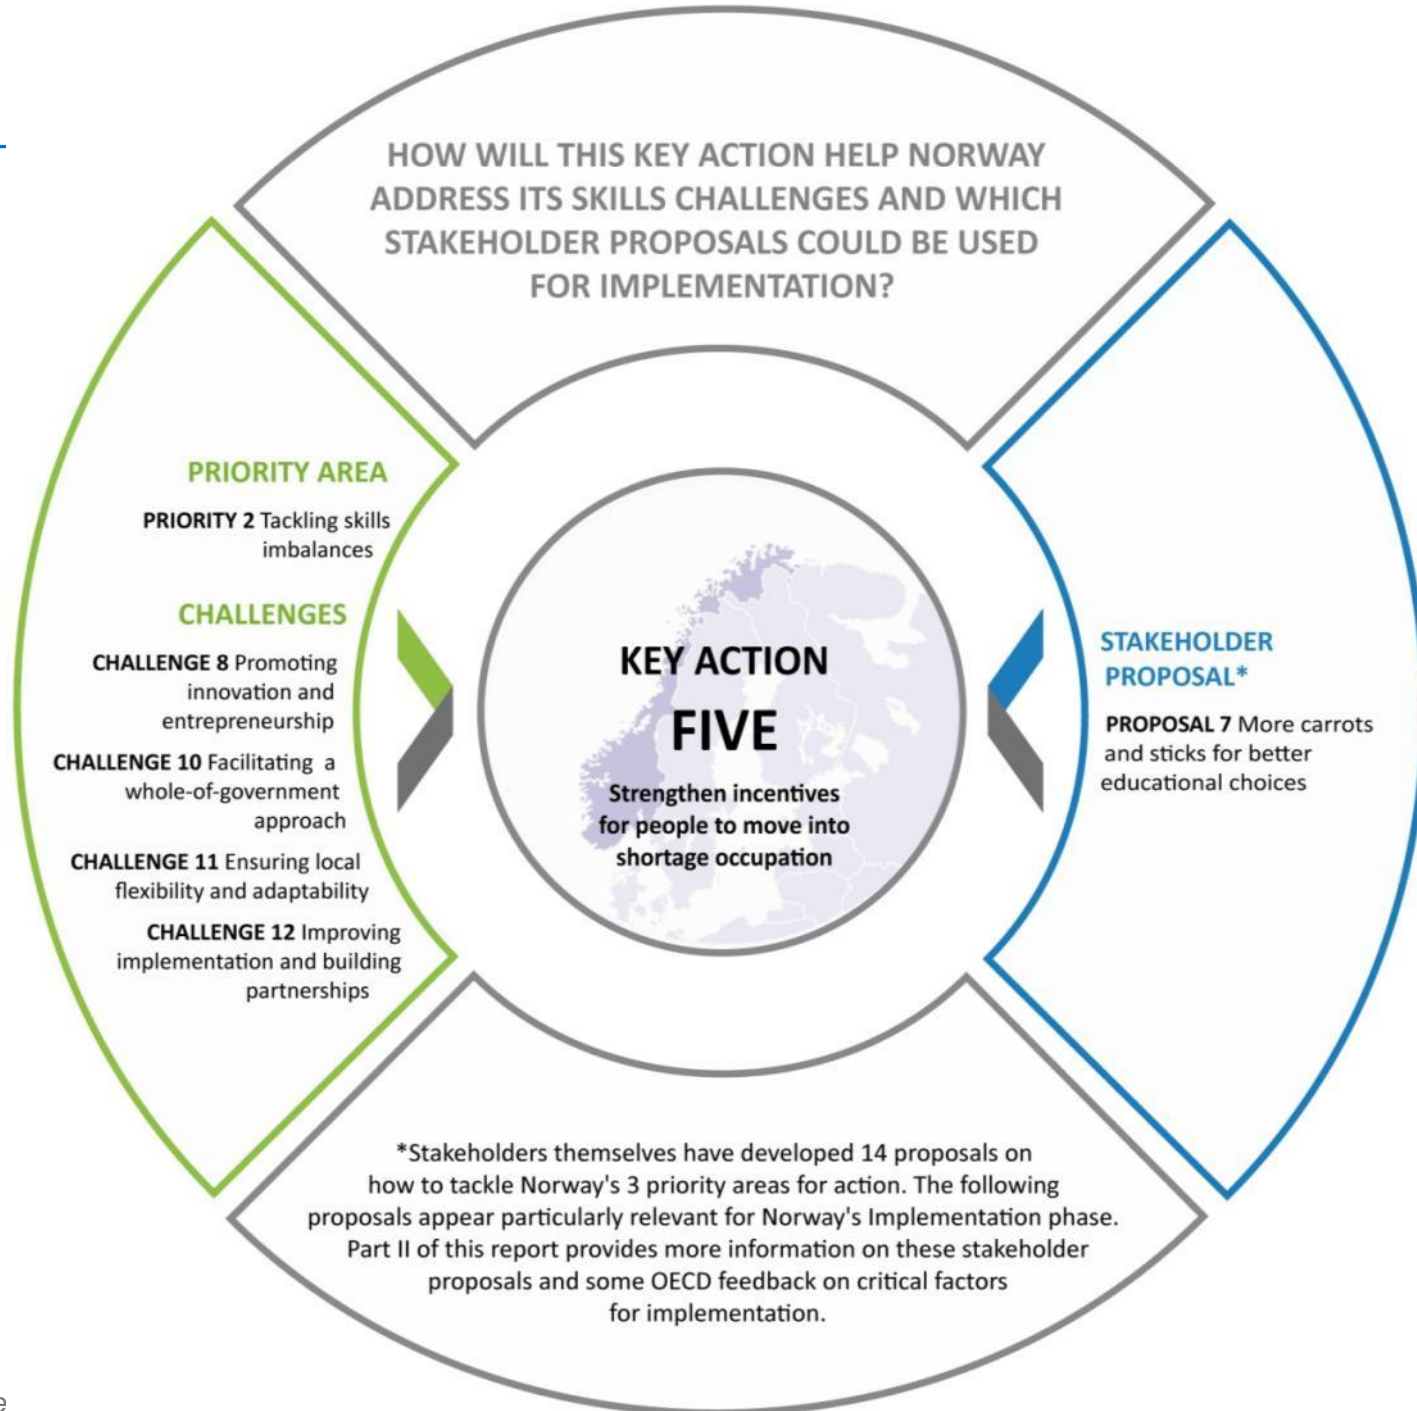 HOW WILL THIS KEY ACTION HELP NORWAY
ADDRESS ITS SKILLS CHALLENGES AND WHICH
STAKEHOLDER PROPOSALS COULD BE USED
FOR IMPLEMENTATION?
PRIORITY AREA
PRIORITY 2 Tackling skills
imbalances
CHALLENGES
CHALLENGE 8 Promoting
innovation and
entrepreneurship
CHALLENGE 10 Facilitating a
whole-of-government
approach
CHALLENGE 11 Ensuring local
flexibility and adaptability
CHALLENGE 12 Improving
implementation and building
partnerships
KEY ACTION
FIVE
Strengthen incentives
for people to move into
shortage occupation
STAKEHOLDER
PROPOSAL*
PROPOSAL 7 More carrots
and sticks for better
educational choices
*Stakeholders themselves have developed 14 proposals on
how to tackle Norway's 3 priority areas for action. The following
proposals appear particularly relevant for Norway's Implementation phase.
Part II of this report provides more information on these stakeholder
proposals and some OECD feedback on critical factors
for implementation.
e